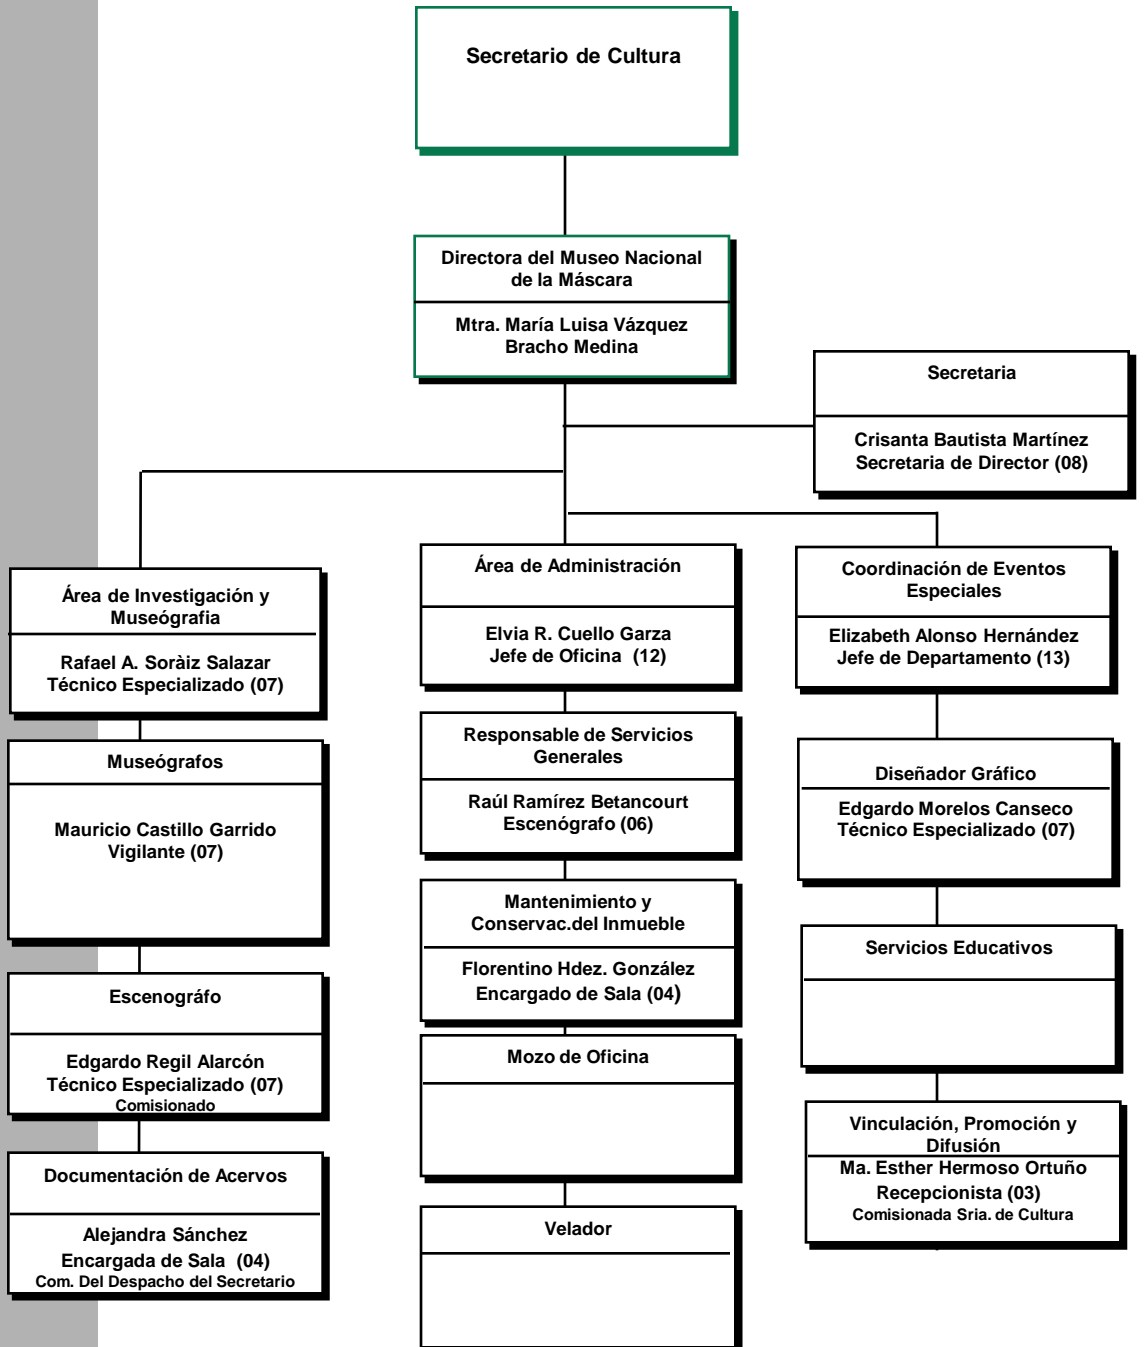 Secretario de Cultura
Directora del Museo Nacional
de la Máscara
Mtra. María Luisa Vázquez
Bracho Medina
Secretaria
Crisanta Bautista Martínez
Secretaria de Director (08)
Área de Investigación y
Museógrafia
Rafael A. Soràiz Salazar
Técnico Especializado (07)
Museógrafos
Mauricio Castillo Garrido
Vigilante (07)
Escenográfo
Edgardo Regil Alarcón
Técnico Especializado (07)
Comisionado
Documentación de Acervos
Alejandra Sánchez
Encargada de Sala (04)
Com. Del Despacho del Secretario
Área de Administración
Elvia R. Cuello Garza
Jefe de Oficina (12)
Responsable de Servicios
Generales
Raúl Ramírez Betancourt
Escenógrafo (06)
Mantenimiento y
Conservac.del Inmueble
Florentino Hdez. González
Encargado de Sala (04)
Mozo de Oficina
Velador
Coordinación de Eventos
Especiales
Elizabeth Alonso Hernández
Jefe de Departamento (13)
Diseñador Gráfico
Edgardo Morelos Canseco
Técnico Especializado (07)
Servicios Educativos
Vinculación, Promoción y
Difusión
Ma. Esther Hermoso Ortuño
Recepcionista (03)
Comisionada Sria. de Cultura